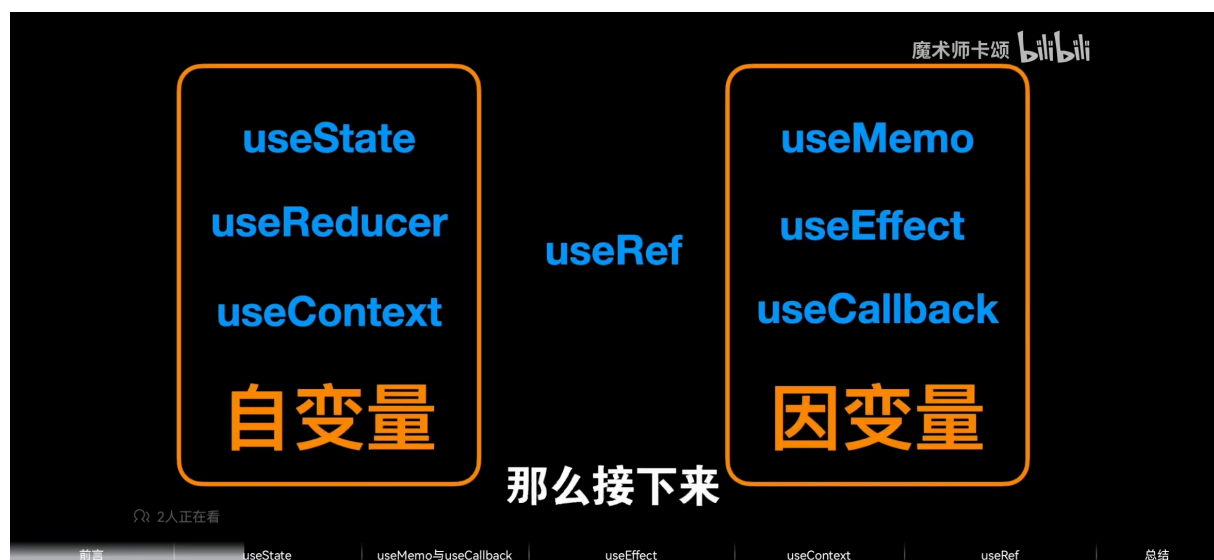 魔术师卡颂 bilibili
useState
useReducer
useContext
自变量
useRef
useMemo
useEffect
useCallback
因变量
那么接下来
2人正在看
前言 useState useMemo与useCallback useEffect useContext useRef 总结